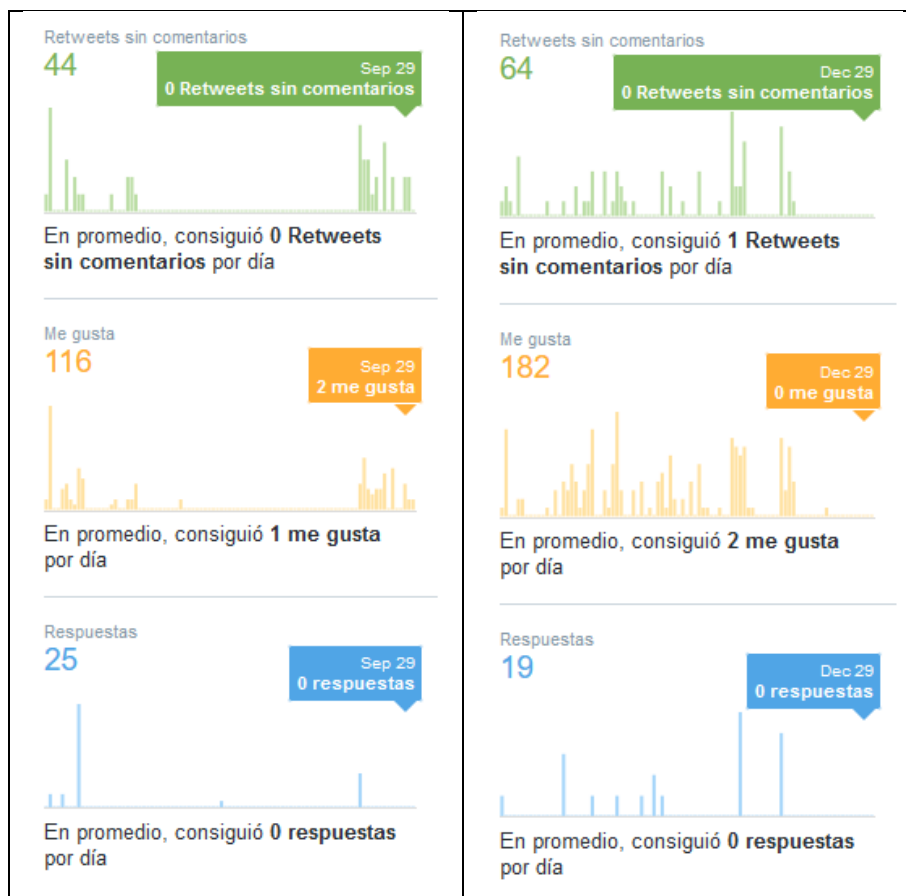 Retweets sin comentarios
44
Sep 29
0 Retweets sin comentarios
En promedio, consiguió 0 Retweets
sin comentarios por día
Me gusta
116
Sep 29
2 me gusta
En promedio, consiguió 1 me gusta
por día
Respuestas
25
Sep 29
0 respuestas
En promedio, consiguió 0 respuestas
por día
Retweets sin comentarios
64
Dec 29
0 Retweets sin comentarios
En promedio, consiguió 1 Retweets
sin comentarios por día
Me gusta
182
Dec 29
0 me gusta
En promedio, consiguió 2 me gusta
por día
Respuestas
19
Dec 29
0 respuestas
En promedio, consiguió 0 respuestas
por día